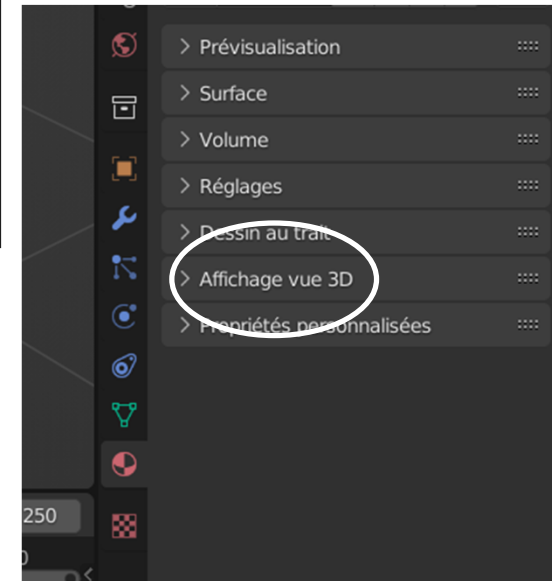 Prévisualisation
Surface
Volume
Réglages
Dessin au trait
Affichage vue 3D
Propriétés personnalisées
250